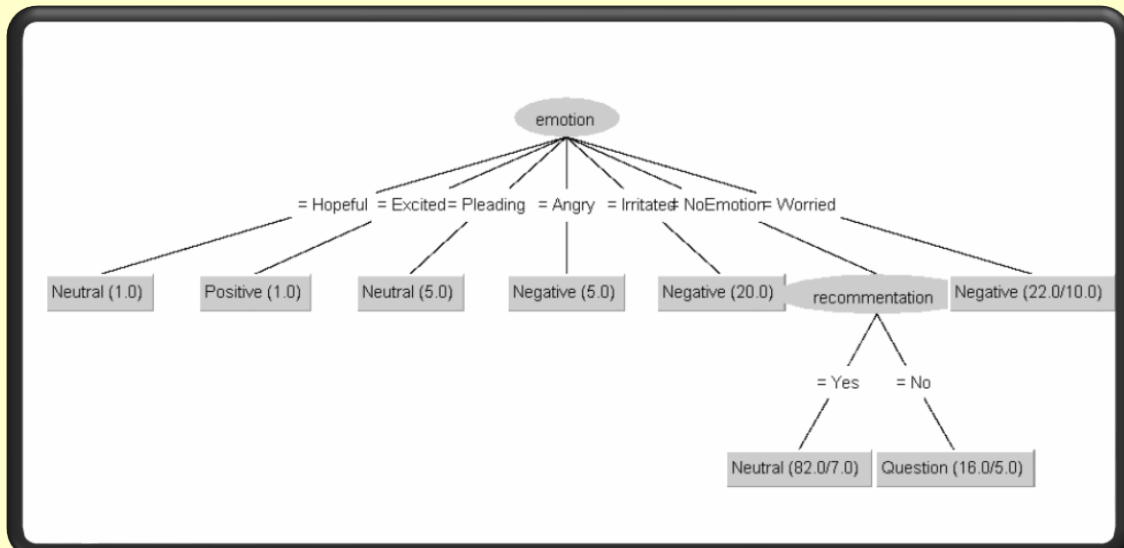 emotion
= Hopeful = Excited = Pleading = Angry = Irritated = NoEmotion = Worried
Neutral (1.0) Positive (1.0) Neutral (5.0) Negative (5.0) Negative (20.0) recommentation Negative (22.0/10.0)
= Yes = No
Neutral (82.0/7.0) Question (16.0/5.0)